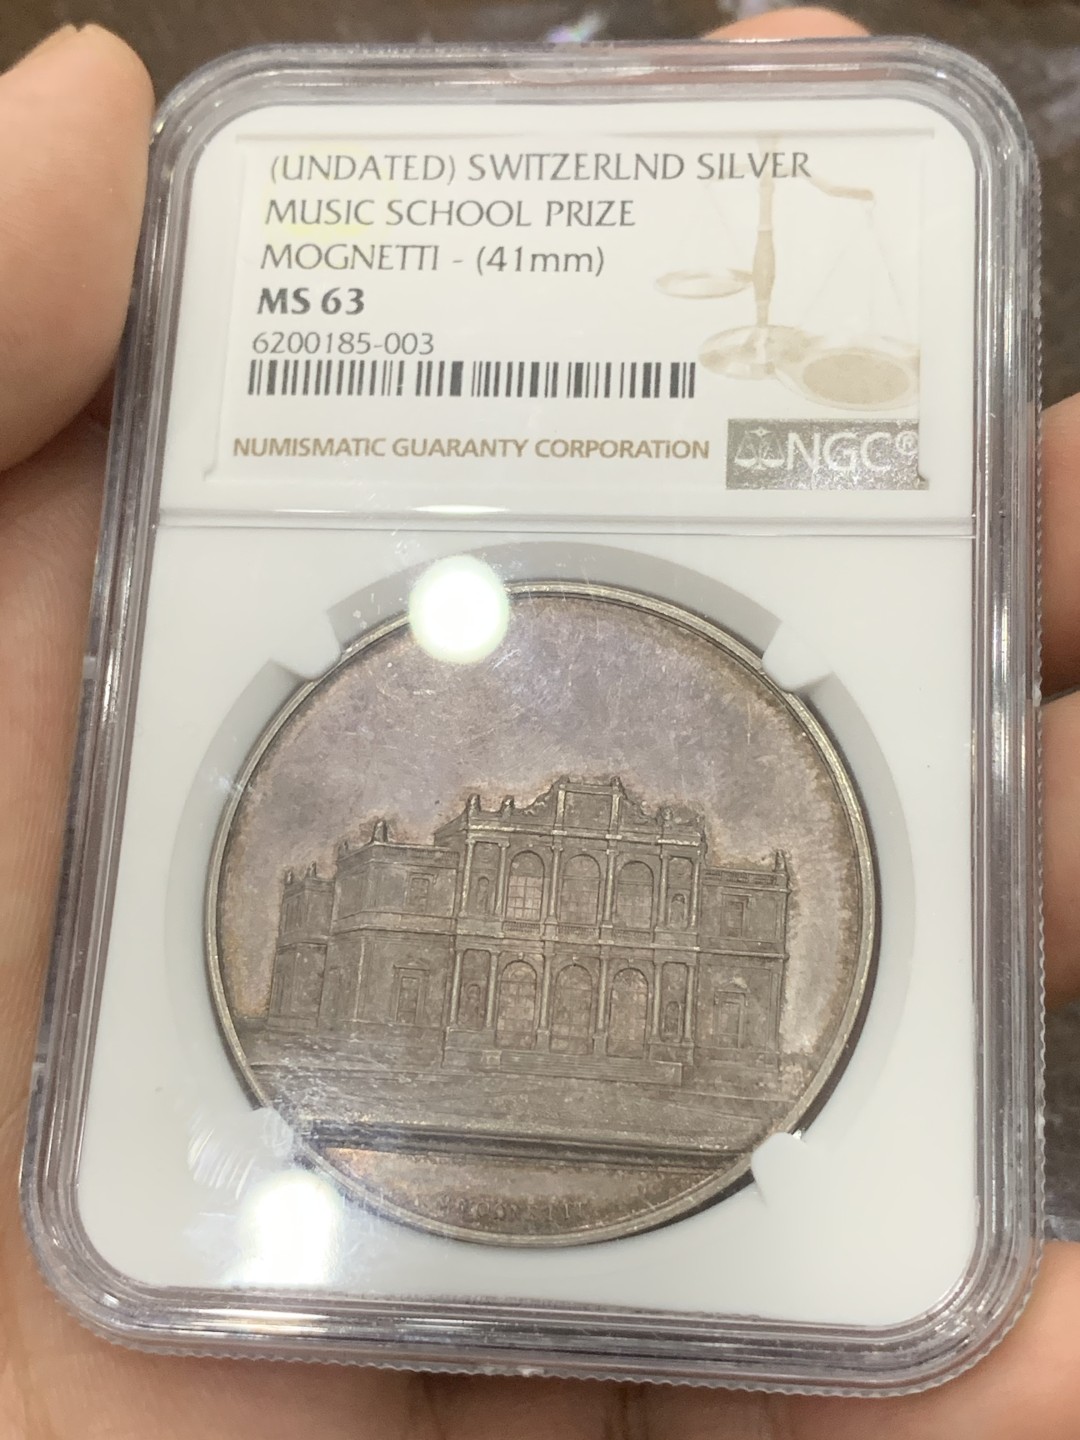 (UNDATED) SWITZERLND SILVER
MUSIC SCHOOL PRIZE
MOGNETTI - (41mm)
MS 63
6200185-003
NUMISMATIC GUARANTY CORPORATION
NGC®